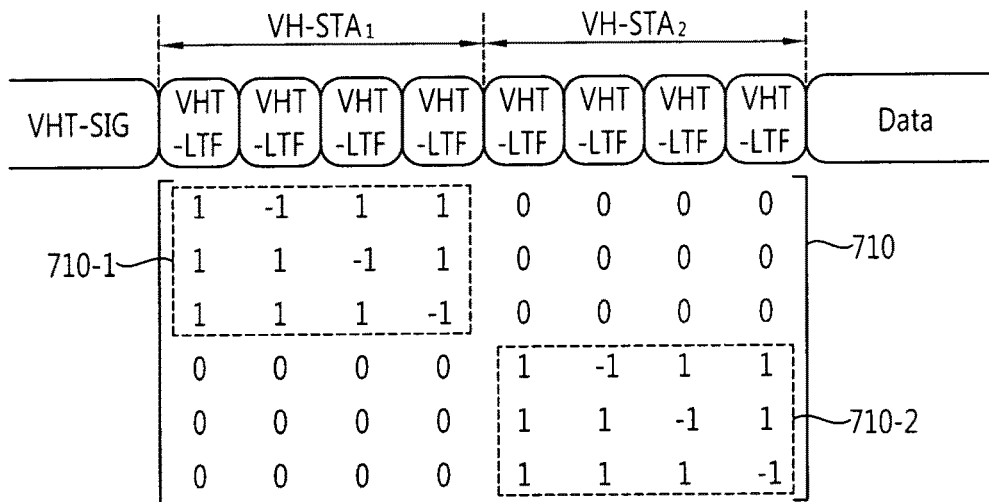 VH-STA1 VH-STA2
VHT-SIG VHT -LTF VHT -LTF VHT -LTF VHT -LTF VHT -LTF VHT -LTF VHT -LTF VHT -LTF Data
1 -1 1 1 0 0 0 0
710-1 1 1 -1 1 0 0 0 0 710
1 1 1 -1 0 0 0 0
0 0 0 0 1 -1 1 1
0 0 0 0 1 1 -1 1 710-2
0 0 0 0 1 1 1 -1